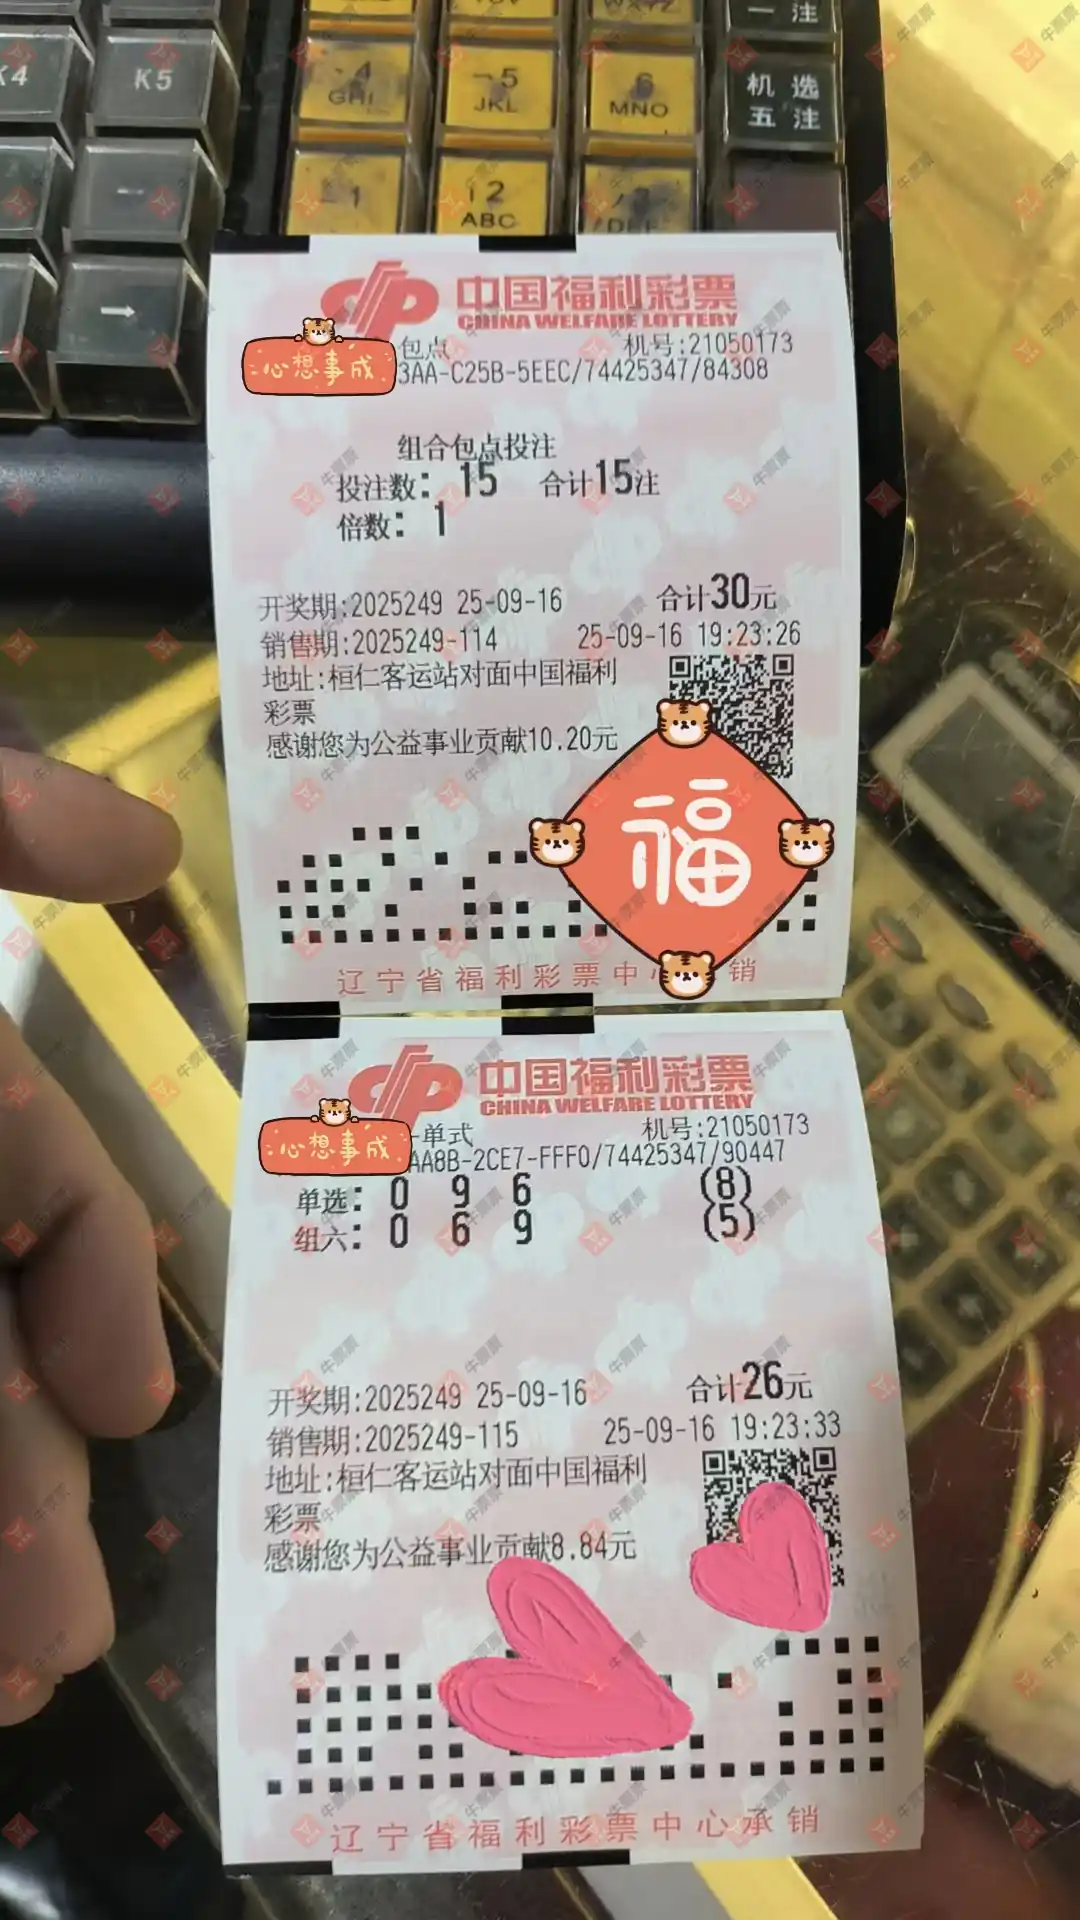 K4
K5
4
GHI
5
JKL
6
MNO
一 注
机 选
五 注
1
2
ABC
→
中国福利彩票
CHINA WELFARE LOTTERY
心想事成
包点
机号:21050173
3AA-C25B-5EEC/74425347/84308
组合包点投注
投注数: 15 合计15注
倍数: 1
开奖期:2025249 25-09-16 合计30元
销售期:2025249-114 25-09-16 19:23:26
地址:桓仁客运站对面中国福利
彩票
感谢您为公益事业贡献10.20元
福
辽宁省福利彩票中心 销
中国福利彩票
CHINA WELFARE LOTTERY
心想事成
单式
机号:21050173
AA8B-2CE7-FFF0/74425347/90447
单选: 0 9 6 (8)
组六: 0 6 9 (5)
开奖期:2025249 25-09-16 合计26元
销售期:2025249-115 25-09-16 19:23:33
地址:桓仁客运站对面中国福利
彩票
感谢您为公益事业贡献8.84元
辽宁省福利彩票中心承销
牛票票